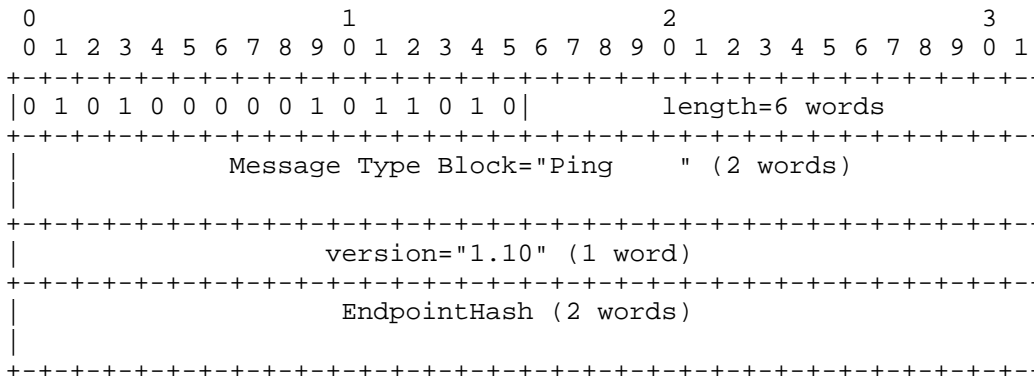 0                   1                   2                   3
 0 1 2 3 4 5 6 7 8 9 0 1 2 3 4 5 6 7 8 9 0 1 2 3 4 5 6 7 8 9 0 1
+-+-+-+-+-+-+-+-+-+-+-+-+-+-+-+-+-+-+-+-+-+-+-+-+-+-+-+-+-+-+-+-
|0 1 0 1 0 0 0 0 0 1 0 1 1 0 1 0|        length=6 words
+-+-+-+-+-+-+-+-+-+-+-+-+-+-+-+-+-+-+-+-+-+-+-+-+-+-+-+-+-+-+-+-
|             Message Type Block="Ping    " (2 words)
|
+-+-+-+-+-+-+-+-+-+-+-+-+-+-+-+-+-+-+-+-+-+-+-+-+-+-+-+-+-+-+-+-
|                   version="1.10" (1 word)
+-+-+-+-+-+-+-+-+-+-+-+-+-+-+-+-+-+-+-+-+-+-+-+-+-+-+-+-+-+-+-+-
|                    EndpointHash (2 words)
|
+-+-+-+-+-+-+-+-+-+-+-+-+-+-+-+-+-+-+-+-+-+-+-+-+-+-+-+-+-+-+-+-